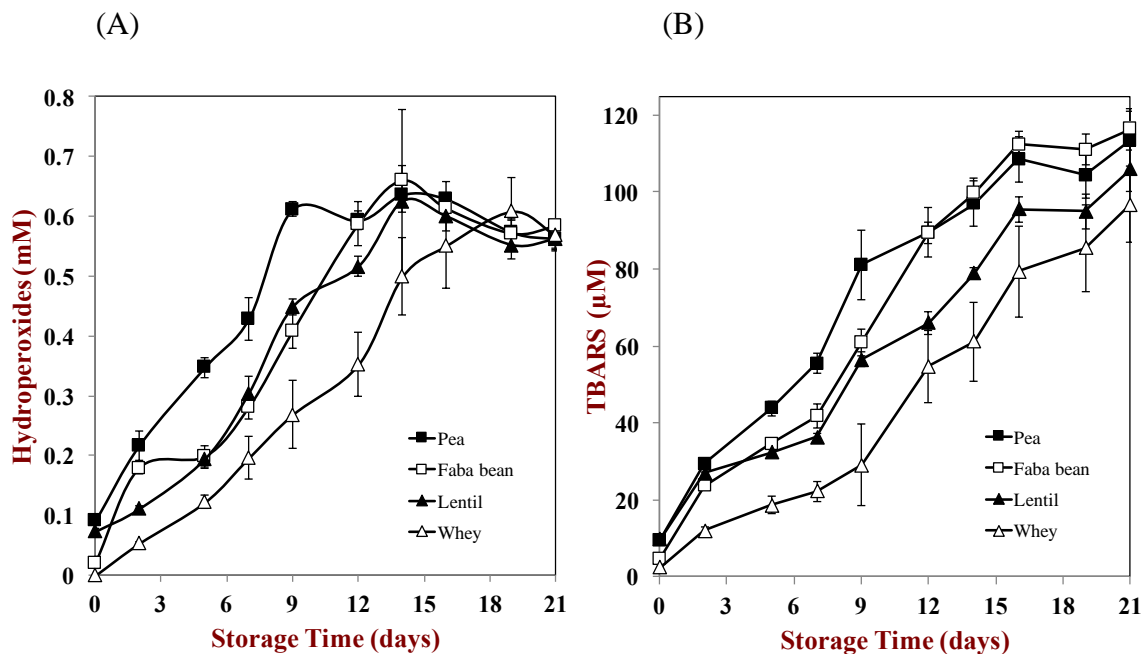 (A)
(B)
Hydroperoxides (mM)
0.8
0.7
0.6
0.5
0.4
0.3
0.2
0.1
0
Pea
Faba bean
Lentil
Whey
0 3 6 9 12 15 18 21
Storage Time (days)
TBARS (µM)
120
100
80
60
40
20
0
Pea
Faba bean
Lentil
Whey
0 3 6 9 12 15 18 21
Storage Time (days)